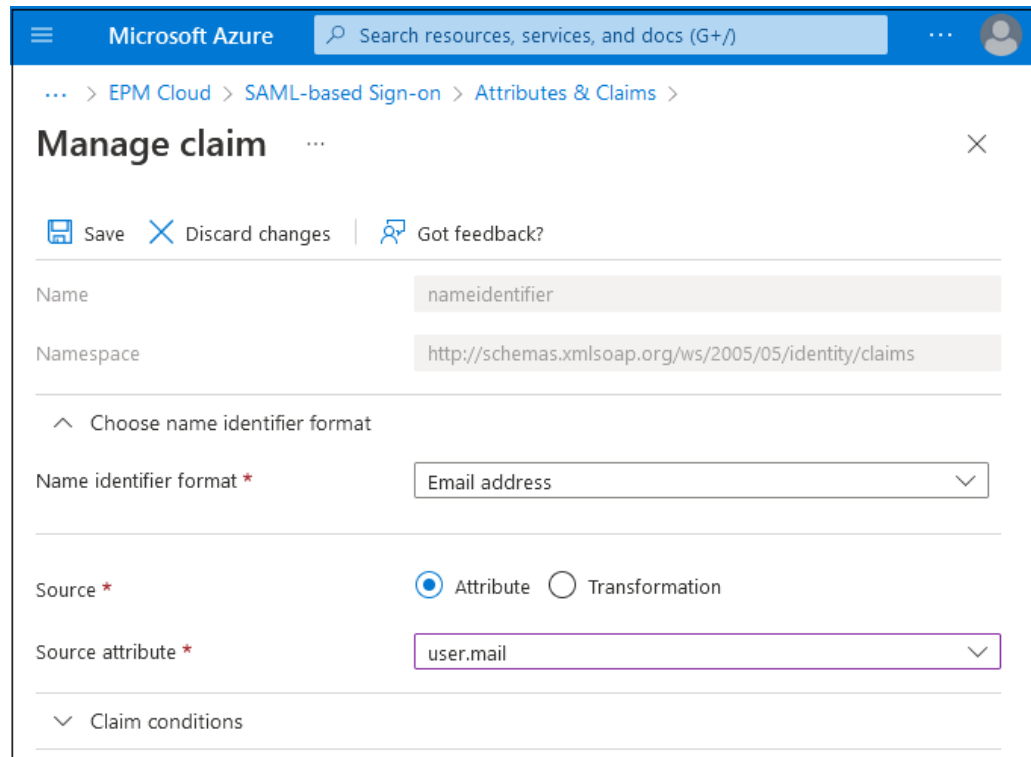 Microsoft Azure Search resources, services, and docs (G+/) ...
... > EPM Cloud > SAML-based Sign-on > Attributes & Claims >
Manage claim ...
Save Discard changes Got feedback?
Name nameidentifier
Namespace http://schemas.xmlsoap.org/ws/2005/05/identity/claims
Choose name identifier format
Name identifier format * Email address
Source * Attribute Transformation
Source attribute * user.mail
Claim conditions